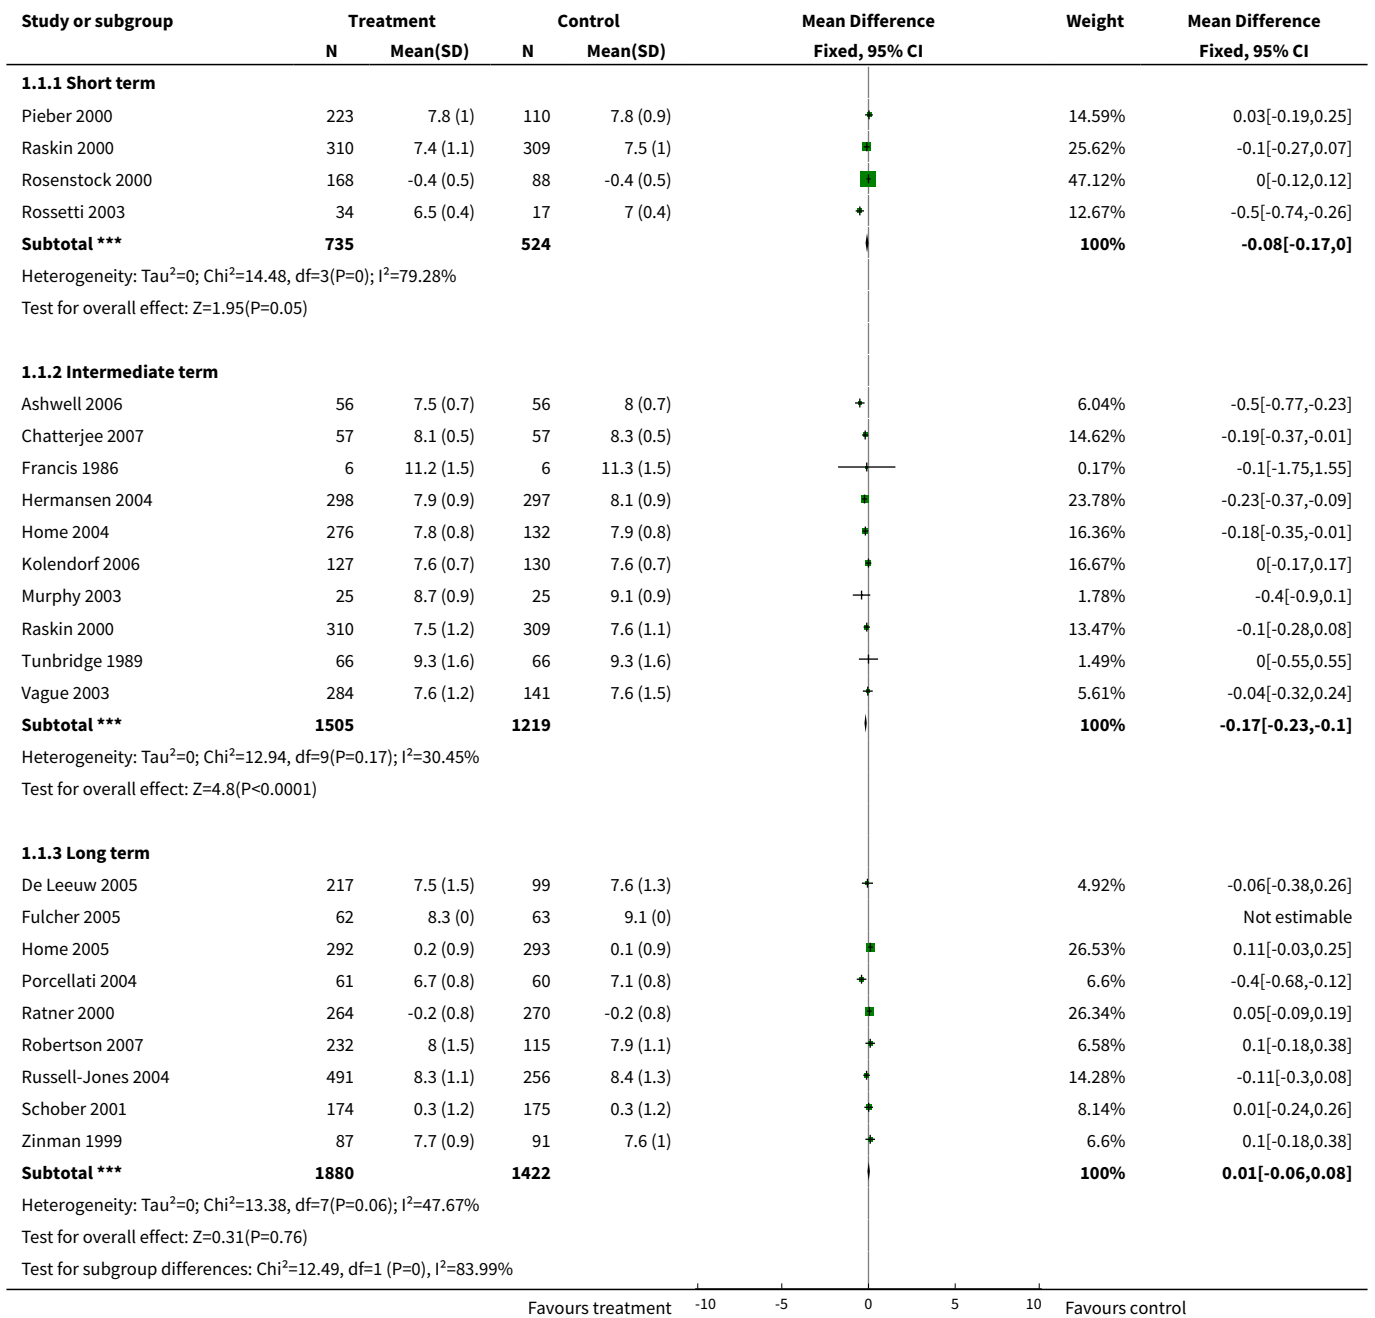 Study or subgroup Treatment Control Mean Difference Weight Mean Difference
N Mean(SD) N Mean(SD) Fixed, 95% CI Fixed, 95% CI
1.1.1 Short term
Pieber 2000 223 7.8 (1) 110 7.8 (0.9) 14.59% 0.03[-0.19,0.25]
Raskin 2000 310 7.4 (1.1) 309 7.5 (1) 25.62% -0.1[-0.27,0.07]
Rosenstock 2000 168 -0.4 (0.5) 88 -0.4 (0.5) 47.12% 0[-0.12,0.12]
Rossetti 2003 34 6.5 (0.4) 17 7 (0.4) 12.67% -0.5[-0.74,-0.26]
Subtotal *** 735 524 100% -0.08[-0.17,0]
Heterogeneity: Tau²=0; Chi²=14.48, df=3(P=0); I²=79.28%
Test for overall effect: Z=1.95(P=0.05)
1.1.2 Intermediate term
Ashwell 2006 56 7.5 (0.7) 56 8 (0.7) 6.04% -0.5[-0.77,-0.23]
Chatterjee 2007 57 8.1 (0.5) 57 8.3 (0.5) 14.62% -0.19[-0.37,-0.01]
Francis 1986 6 11.2 (1.5) 6 11.3 (1.5) 0.17% -0.1[-1.75,1.55]
Hermansen 2004 298 7.9 (0.9) 297 8.1 (0.9) 23.78% -0.23[-0.37,-0.09]
Home 2004 276 7.8 (0.8) 132 7.9 (0.8) 16.36% -0.18[-0.35,-0.01]
Kolendorf 2006 127 7.6 (0.7) 130 7.6 (0.7) 16.67% 0[-0.17,0.17]
Murphy 2003 25 8.7 (0.9) 25 9.1 (0.9) 1.78% -0.4[-0.9,0.1]
Raskin 2000 310 7.5 (1.2) 309 7.6 (1.1) 13.47% -0.1[-0.28,0.08]
Tunbridge 1989 66 9.3 (1.6) 66 9.3 (1.6) 1.49% 0[-0.55,0.55]
Vague 2003 284 7.6 (1.2) 141 7.6 (1.5) 5.61% -0.04[-0.32,0.24]
Subtotal *** 1505 1219 100% -0.17[-0.23,-0.1]
Heterogeneity: Tau²=0; Chi²=12.94, df=9(P=0.17); I²=30.45%
Test for overall effect: Z=4.8(P<0.0001)
1.1.3 Long term
De Leeuw 2005 217 7.5 (1.5) 99 7.6 (1.3) 4.92% -0.06[-0.38,0.26]
Fulcher 2005 62 8.3 (0) 63 9.1 (0) Not estimable
Home 2005 292 0.2 (0.9) 293 0.1 (0.9) 26.53% 0.11[-0.03,0.25]
Porcellati 2004 61 6.7 (0.8) 60 7.1 (0.8) 6.6% -0.4[-0.68,-0.12]
Ratner 2000 264 -0.2 (0.8) 270 -0.2 (0.8) 26.34% 0.05[-0.09,0.19]
Robertson 2007 232 8 (1.5) 115 7.9 (1.1) 6.58% 0.1[-0.18,0.38]
Russell-Jones 2004 491 8.3 (1.1) 256 8.4 (1.3) 14.28% -0.11[-0.3,0.08]
Schober 2001 174 0.3 (1.2) 175 0.3 (1.2) 8.14% 0.01[-0.24,0.26]
Zinman 1999 87 7.7 (0.9) 91 7.6 (1) 6.6% 0.1[-0.18,0.38]
Subtotal *** 1880 1422 100% 0.01[-0.06,0.08]
Heterogeneity: Tau²=0; Chi²=13.38, df=7(P=0.06); I²=47.67%
Test for overall effect: Z=0.31(P=0.76)
Test for subgroup differences: Chi²=12.49, df=1 (P=0), I²=83.99%
Favours treatment -10 -5 0 5 10 Favours control